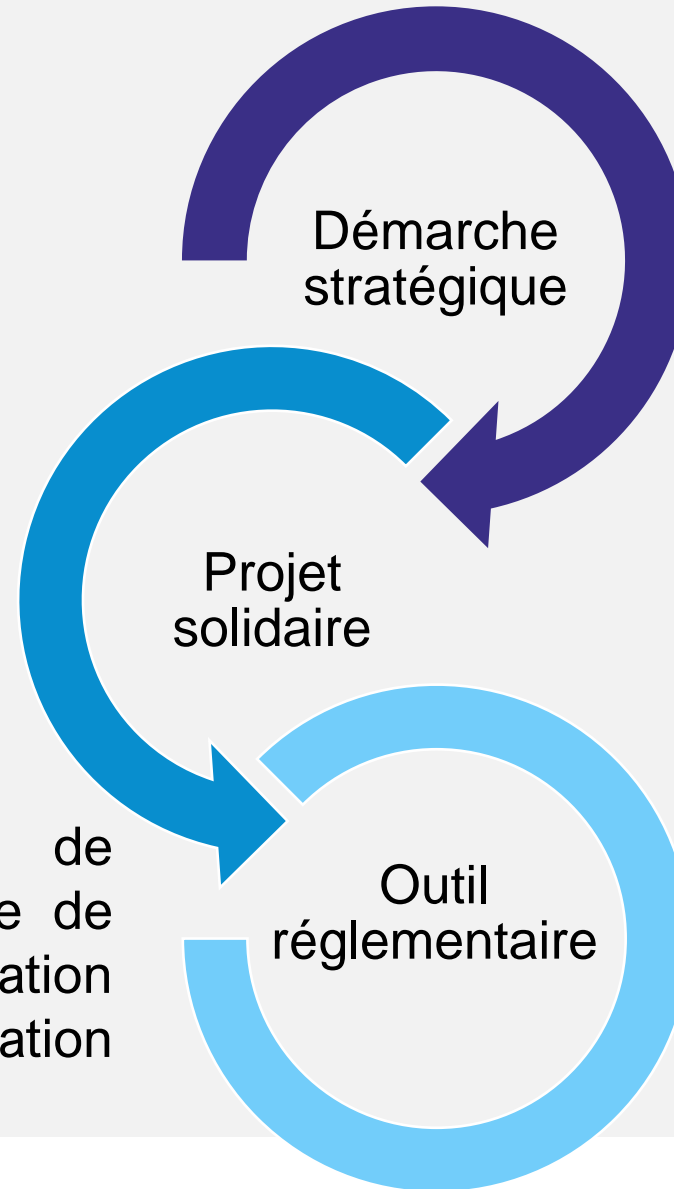 Démarche
stratégique
Projet
solidaire
de
de
Outil
réglementaire